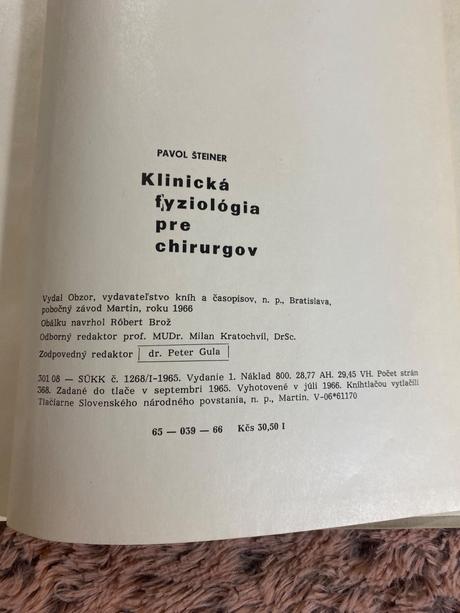 PAVOL ŠTEINER
Klinická
fyziológia
pre
chirurgov
Vydal Obzor, vydavateľstvo kníh a časopisov, n. p., Bratislava,
pobočný závod Martin, roku 1966
Obálku navrhol Róbert Brož
Odborný redaktor prof. MUDr. Milan Kratochvíl, DrSc.
Zodpovedný redaktor dr. Peter Gula
301 08 — SÚKK č. 1268/I-1965. Vydanie 1. Náklad 800. 28,77 AH. 29,45 VH. Počet strán
368. Zadané do tlače v septembri 1965. Vyhotovené v júli 1966. Kníhtlačou vytlačili
Tlačiarne Slovenského národného povstania, n. p., Martin. V-06*61170
65 — 039 — 66 Kčs 30,50 I